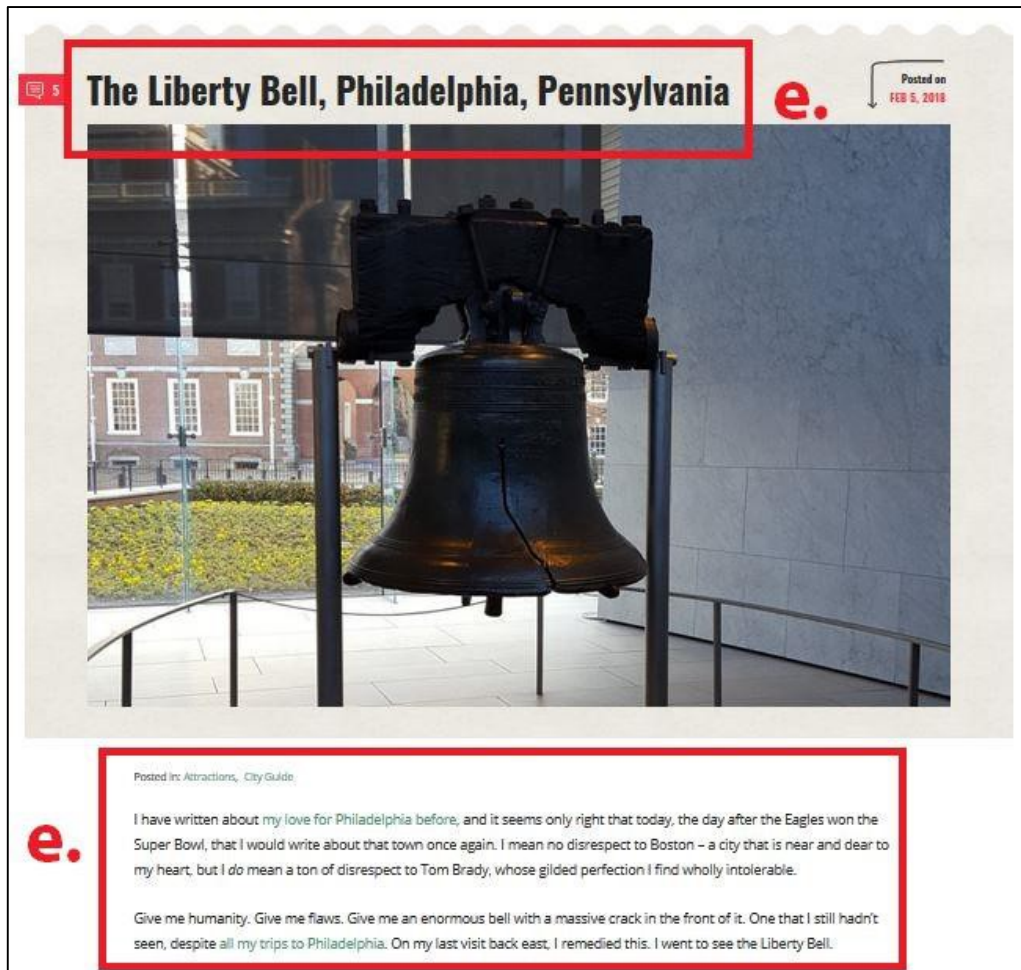 5
The Liberty Bell, Philadelphia, Pennsylvania
e.
Posted on
FEB 5, 2018
Posted in: Attractions, City Guide
e.
I have written about my love for Philadelphia before, and it seems only right that today, the day after the Eagles won the
Super Bowl, that I would write about that town once again. I mean no disrespect to Boston – a city that is near and dear to
my heart, but I do mean a ton of disrespect to Tom Brady, whose gilded perfection I find wholly intolerable.
Give me humanity. Give me flaws. Give me an enormous bell with a massive crack in the front of it. One that I still hadn't
seen, despite all my trips to Philadelphia. On my last visit back east, I remedied this. I went to see the Liberty Bell.